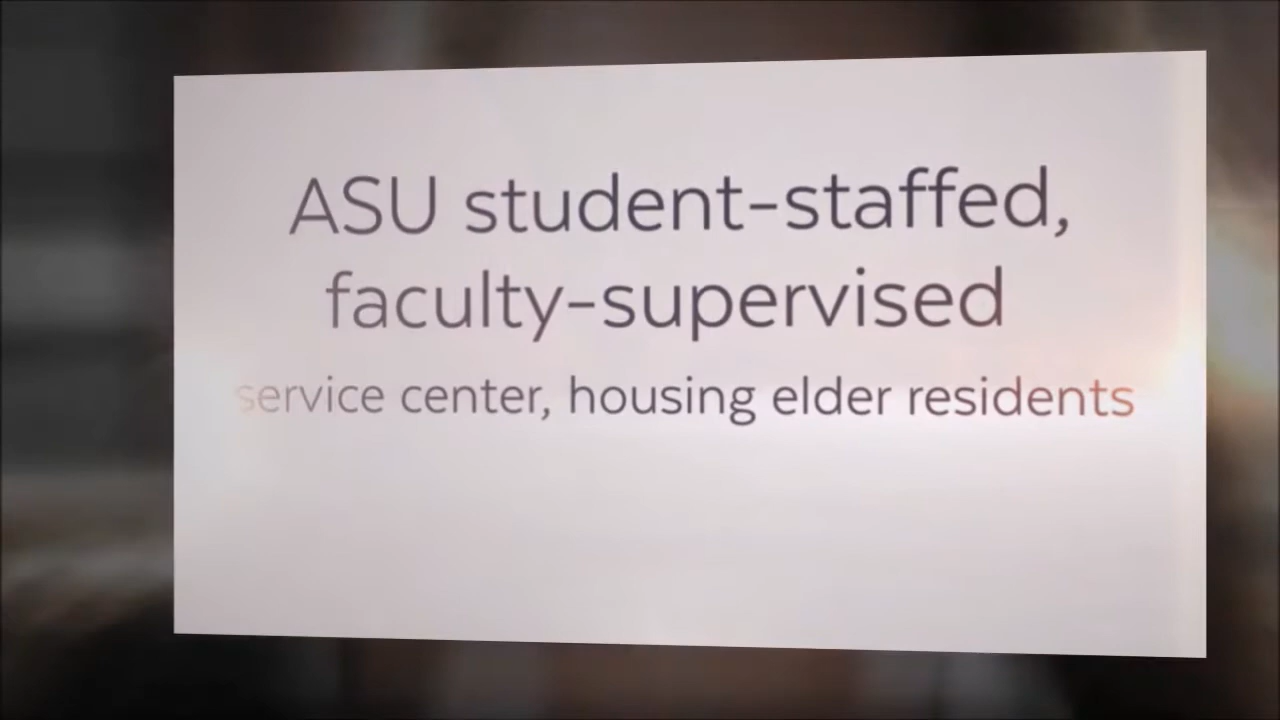 ASU student-staffed,
faculty-supervised
service center, housing elder residents